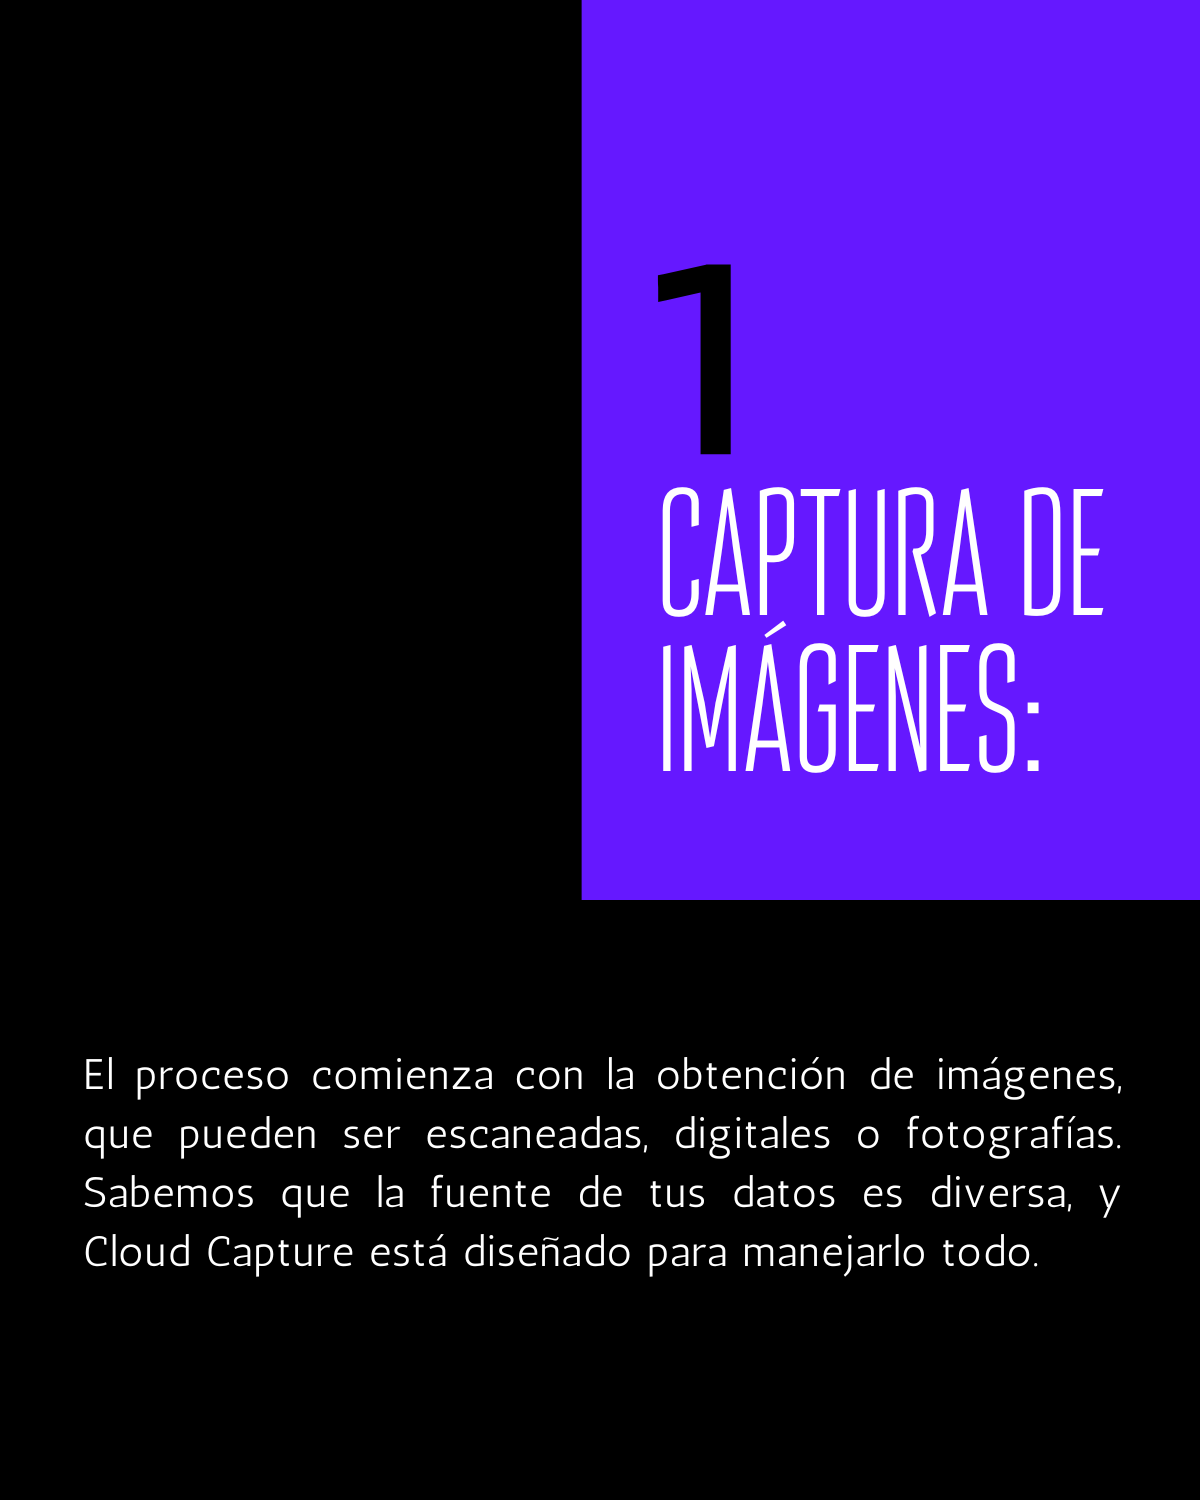 1
CAPTURA DE
IMÁGENES:
El proceso comienza con la obtención de imágenes,
que pueden ser escaneadas, digitales o fotografías.
Sabemos que la fuente de tus datos es diversa, y
Cloud Capture está diseñado para manejarlo todo.